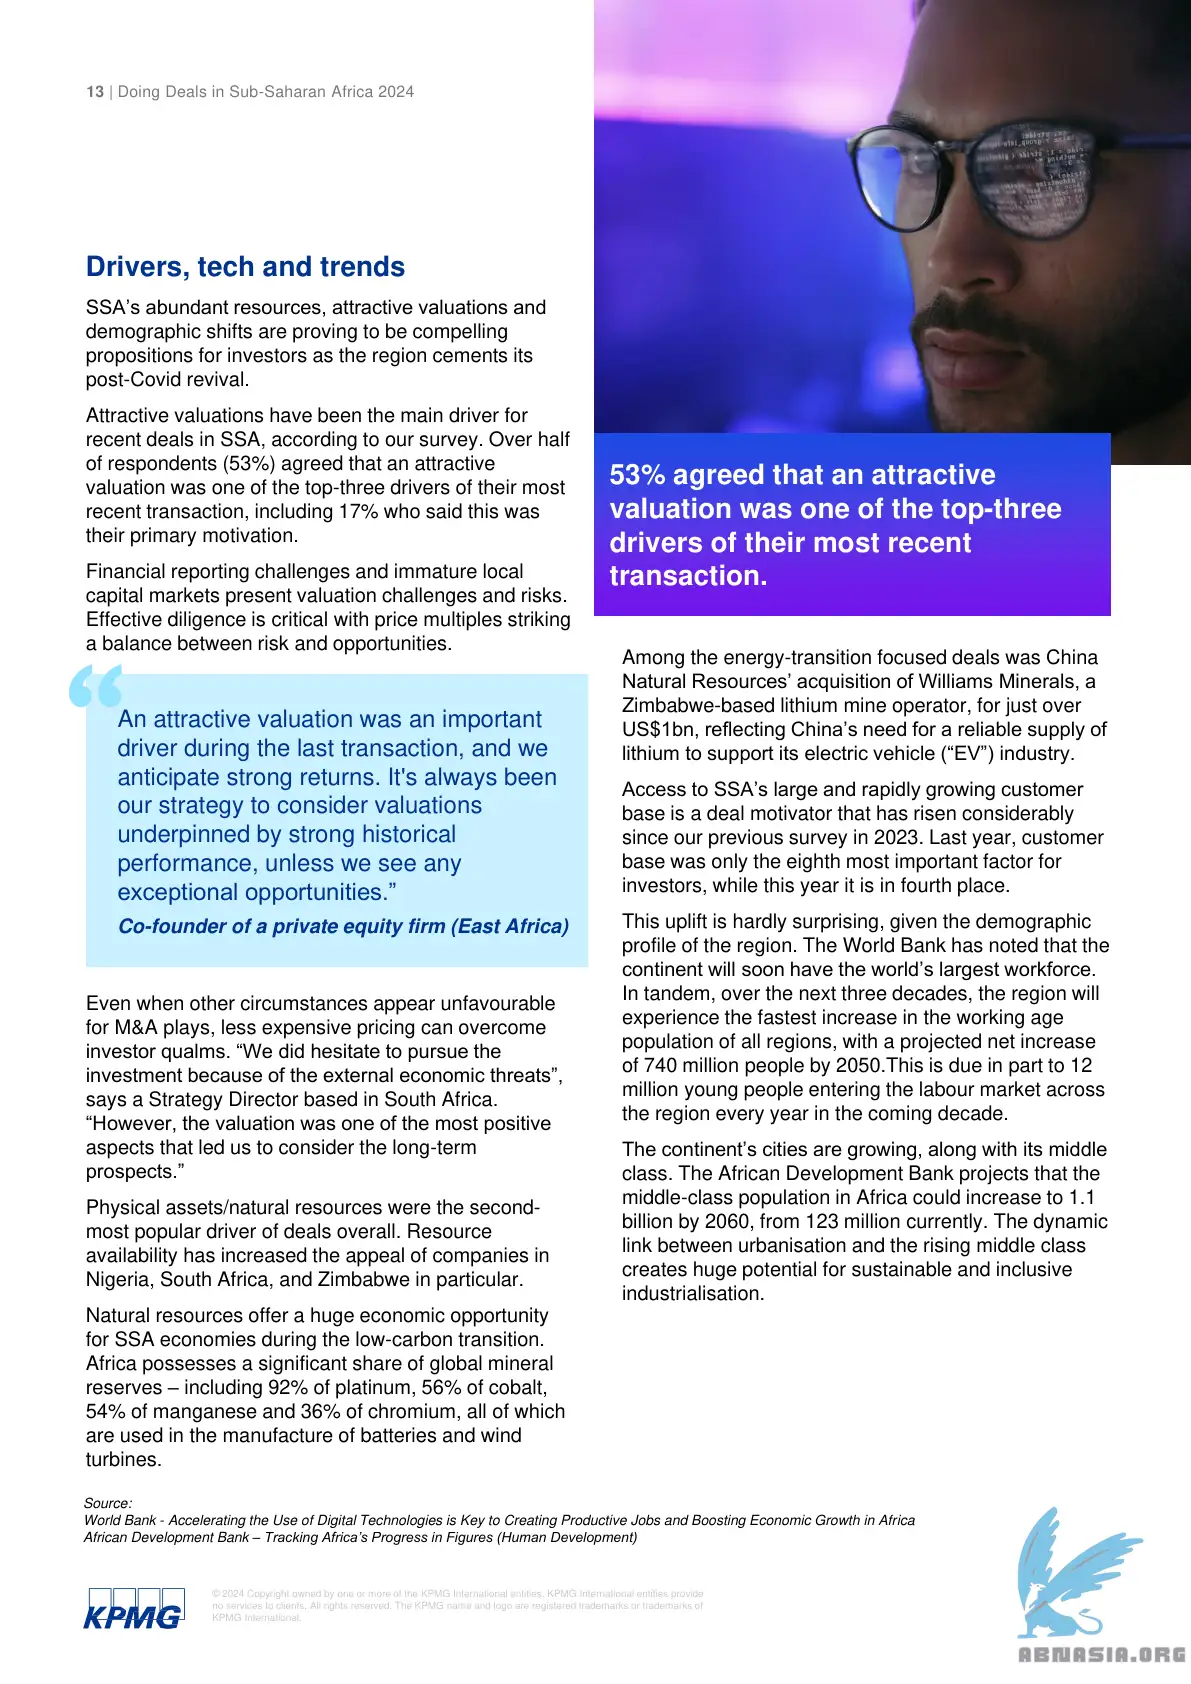 13 | Doing Deals in Sub-Saharan Africa 2024
Drivers, tech and trends
SSA’s abundant resources, attractive valuations and
demographic shifts are proving to be compelling
propositions for investors as the region cements its
post-Covid revival.
Attractive valuations have been the main driver for
recent deals in SSA, according to our survey. Over half
of respondents (53%) agreed that an attractive
valuation was one of the top-three drivers of their most
recent transaction, including 17% who said this was
their primary motivation.
Financial reporting challenges and immature local
capital markets present valuation challenges and risks.
Effective diligence is critical with price multiples striking
a balance between risk and opportunities.
“
An attractive valuation was an important
driver during the last transaction, and we
anticipate strong returns. It's always been
our strategy to consider valuations
underpinned by strong historical
performance, unless we see any
exceptional opportunities.”
Co-founder of a private equity firm (East Africa)
Even when other circumstances appear unfavourable
for M&A plays, less expensive pricing can overcome
investor qualms. “We did hesitate to pursue the
investment because of the external economic threats”,
says a Strategy Director based in South Africa.
“However, the valuation was one of the most positive
aspects that led us to consider the long-term
prospects.”
Physical assets/natural resources were the second-
most popular driver of deals overall. Resource
availability has increased the appeal of companies in
Nigeria, South Africa, and Zimbabwe in particular.
Natural resources offer a huge economic opportunity
for SSA economies during the low-carbon transition.
Africa possesses a significant share of global mineral
reserves – including 92% of platinum, 56% of cobalt,
54% of manganese and 36% of chromium, all of which
are used in the manufacture of batteries and wind
turbines.
53% agreed that an attractive
valuation was one of the top-three
drivers of their most recent
transaction.
Among the energy-transition focused deals was China
Natural Resources’ acquisition of Williams Minerals, a
Zimbabwe-based lithium mine operator, for just over
US$1bn, reflecting China’s need for a reliable supply of
lithium to support its electric vehicle (“EV”) industry.
Access to SSA’s large and rapidly growing customer
base is a deal motivator that has risen considerably
since our previous survey in 2023. Last year, customer
base was only the eighth most important factor for
investors, while this year it is in fourth place.
This uplift is hardly surprising, given the demographic
profile of the region. The World Bank has noted that the
continent will soon have the world’s largest workforce.
In tandem, over the next three decades, the region will
experience the fastest increase in the working age
population of all regions, with a projected net increase
of 740 million people by 2050.This is due in part to 12
million young people entering the labour market across
the region every year in the coming decade.
The continent’s cities are growing, along with its middle
class. The African Development Bank projects that the
middle-class population in Africa could increase to 1.1
billion by 2060, from 123 million currently. The dynamic
link between urbanisation and the rising middle class
creates huge potential for sustainable and inclusive
industrialisation.
Source:
World Bank - Accelerating the Use of Digital Technologies is Key to Creating Productive Jobs and Boosting Economic Growth in Africa
African Development Bank – Tracking Africa’s Progress in Figures (Human Development)
KPMG
© 2024 Copyright owned by one or more of the KPMG International entities. KPMG International entities provide
no services to clients. All rights reserved. The KPMG name and logo are registered trademarks or trademarks of
KPMG International.
ABNASIA.ORG